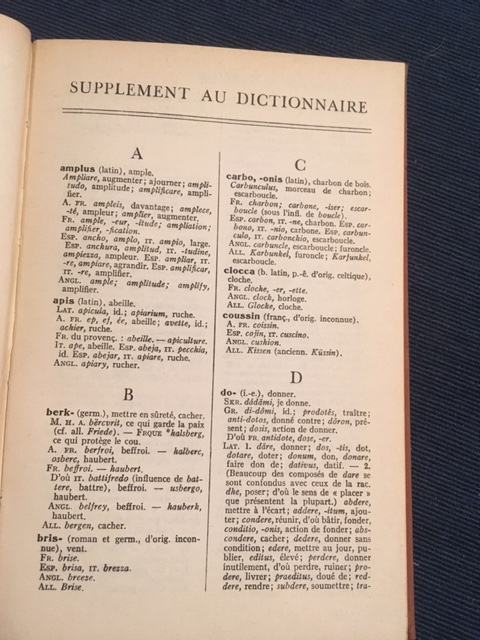 SUPPLEMENT AU DICTIONNAIRE
A
amplus (latin), ample.
Ampliare, augmenter; ajourner; ampli-
tudo, amplitude; amplificare, ampli-
fier.
A. FR. ampleis, davantage; amplece,
-té, ampleur; amplier, augmenter.
FR. ample, -eur, -itude; ampliation;
amplifier, -fication.
ESP. ancho, amplo, IT. ampio, large.
ESP. anchura, amplitud, IT. -tudine,
ampiezza, ampleur. ESP. ampliar, IT.
-re, ampiare, agrandir. ESP. amplificar,
IT. -re, amplifier.
ANGL. ample; amplitude; amplify,
amplifier.
apis (latin), abeille.
LAT. apicula, id.; apiarium, ruche.
A. FR. ep, ef, ée, abeille; avette, id.;
achier, ruche.
FR. du provenç. : abeille. — apiculture.
IT. ape, abeille. ESP. abeja, IT. pecchia,
id. ESP. abejar, IT. apiare, ruche.
ANGL. apiary, rucher.
B
berk- (germ.), mettre en sûreté, cacher.
M. H. A. bërcvrit, ce qui garde la paix
(cf. all. Friede). — FRQUE *halsberg,
ce qui protège le cou.
A. FR. berfroi, beffroi. — halberc,
osberc, haubert.
FR. beffroi. — haubert.
D'où IT. battifredo (influence de bat-
tere, battre), beffroi. — usbergo,
haubert.
ANGL. belfrey, beffroi. — hauberk,
haubert.
ALL. bergen, cacher.
bris- (roman et germ., d'orig. incon-
nue), vent.
FR. brise.
ESP. brisa, IT. brezza.
ANGL. breeze.
ALL. Brise.
C
carbo, -onis (latin), charbon de bois.
Carbunculus, morceau de charbon;
escarboucle.
FR. charbon; carbone, -iser; escar-
boucle (sous l'infl. de boucle).
ESP. carbon, IT. -ne, charbon. ESP. car-
bono, IT. -nio, carbone. ESP. carbun-
culo, IT. carbonchio, escarboucle.
ANGL. carbuncle, escarboucle; furoncle.
ALL. Karbunkel, furoncle; Karfunkel,
escarboucle.
clocca (b. latin, p.-ê. d'orig. celtique),
cloche.
FR. cloche, -er, -ette.
ANGL. clock, horloge.
ALL. Glocke, cloche.
coussin (franç., d'orig. inconnue).
A. FR. coissin.
ESP. cojin, IT. cuscino.
ANGL. cushion.
ALL. Kissen (ancienn. Küssin).
D
do- (i.-e.), donner.
SKR. dádâmi, je donne.
GR. di-dômi, id.; prodotês, traître;
anti-dotos, donné contre; dôron, pré-
sent; dosis, action de donner.
D'où FR. antidote, dose, -er.
LAT. 1. dăre, donner; dos, -tis, dot,
dotare, doter; donum, don, donare,
faire don de; dativus, datif. — 2.
(Beaucoup des composés de dare se
sont confondus avec ceux de la rac.
dhe, poser; d'où le sens de « placer »
que présentent la plupart.) abdere,
mettre à l'écart; addere, -itum, ajou-
ter; condere, réunir, d'où bâtir, fonder,
conditio, -onis, action de fonder; abs-
condere, cacher; dedere, donner sans
condition; edere, mettre au jour, pu-
blier, editus, élevé; perdere, donner
inutilement, d'où perdre, ruiner; pro-
dere, livrer; praeditus, doué de; red-
dere, rendre; subdere, soumettre; tra-